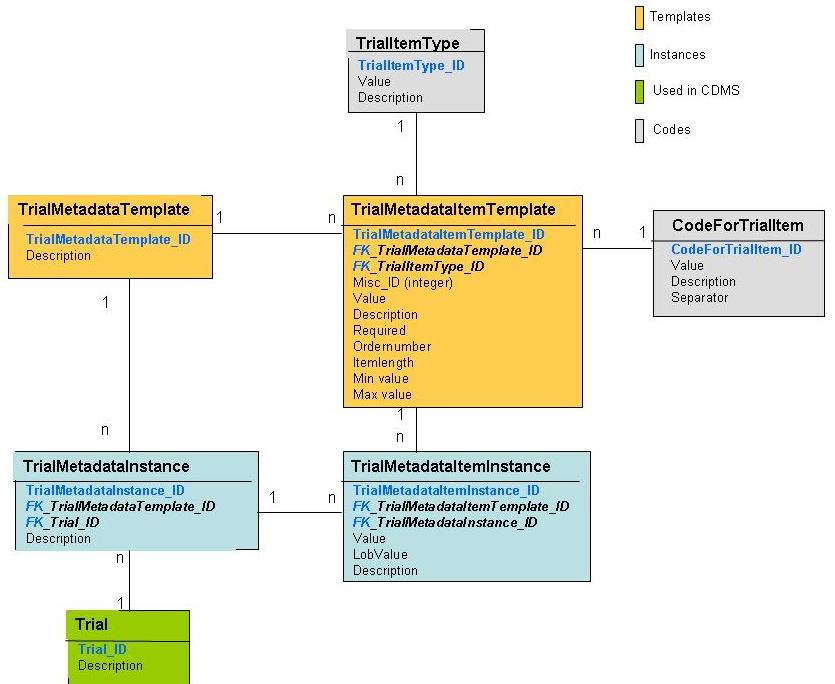 Templates
Instances
Used in CDMS
Codes
TrialItemType
TrialItemType_ID
Value
Description
1
n
TrialMetadataTemplate
TrialMetadataTemplate_ID
Description
1
n
TrialMetadataItemTemplate
TrialMetadataItemTemplate_ID
FK_TrialMetadataTemplate_ID
FK_TrialItemType_ID
Misc_ID (integer)
Value
Description
Required
Ordernumber
Itemlength
Min value
Max value
n
1
CodeForTrialItem
CodeForTrialItem_ID
Value
Description
Separator
1
n
1
n
TrialMetadataInstance
TrialMetadataInstance_ID
FK_TrialMetadataTemplate_ID
FK_Trial_ID
Description
1
n
TrialMetadataItemInstance
TrialMetadataItemInstance_ID
FK_TrialMetadataItemTemplate_ID
FK_TrialMetadataInstance_ID
Value
LobValue
Description
n
1
Trial
Trial_ID
Description